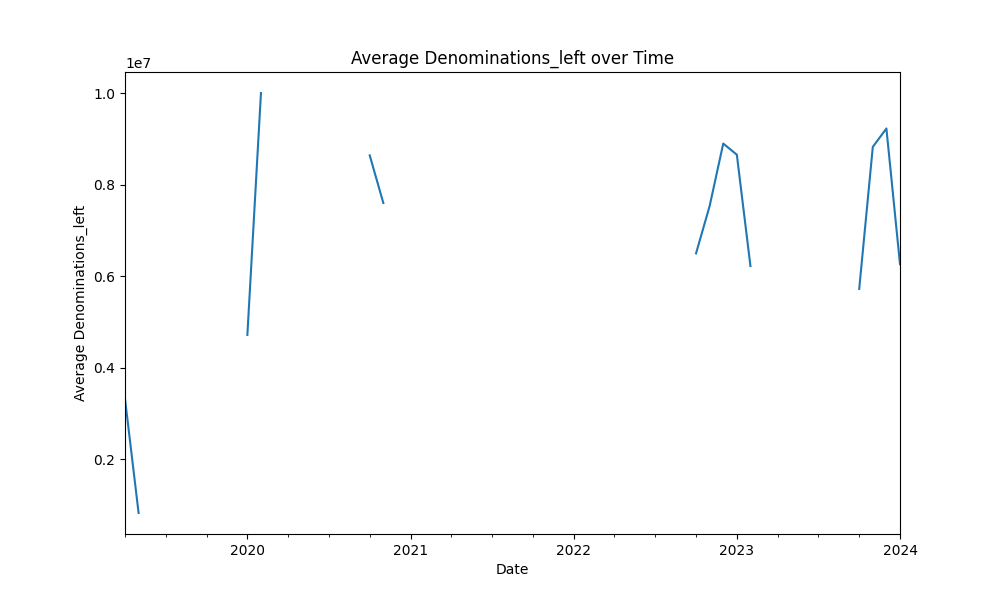 Average Denominations_left over Time
1e7
1.0
0.8
0.6
0.4
0.2
Average Denominations_left
2020 2021 2022 2023 2024
Date